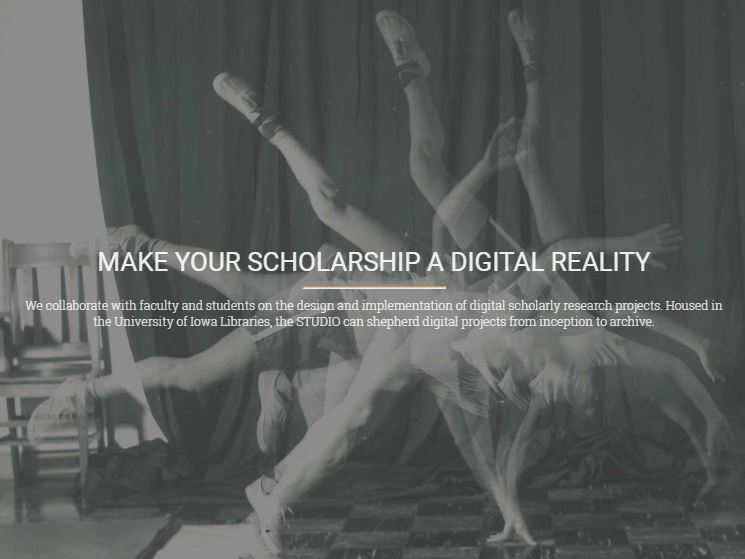 MAKE YOUR SCHOLARSHIP A DIGITAL REALITY
We collaborate with faculty and students on the design and implementation of digital scholarly research projects. Housed in
the University of Iowa Libraries, the STUDIO can shepherd digital projects from inception to archive.